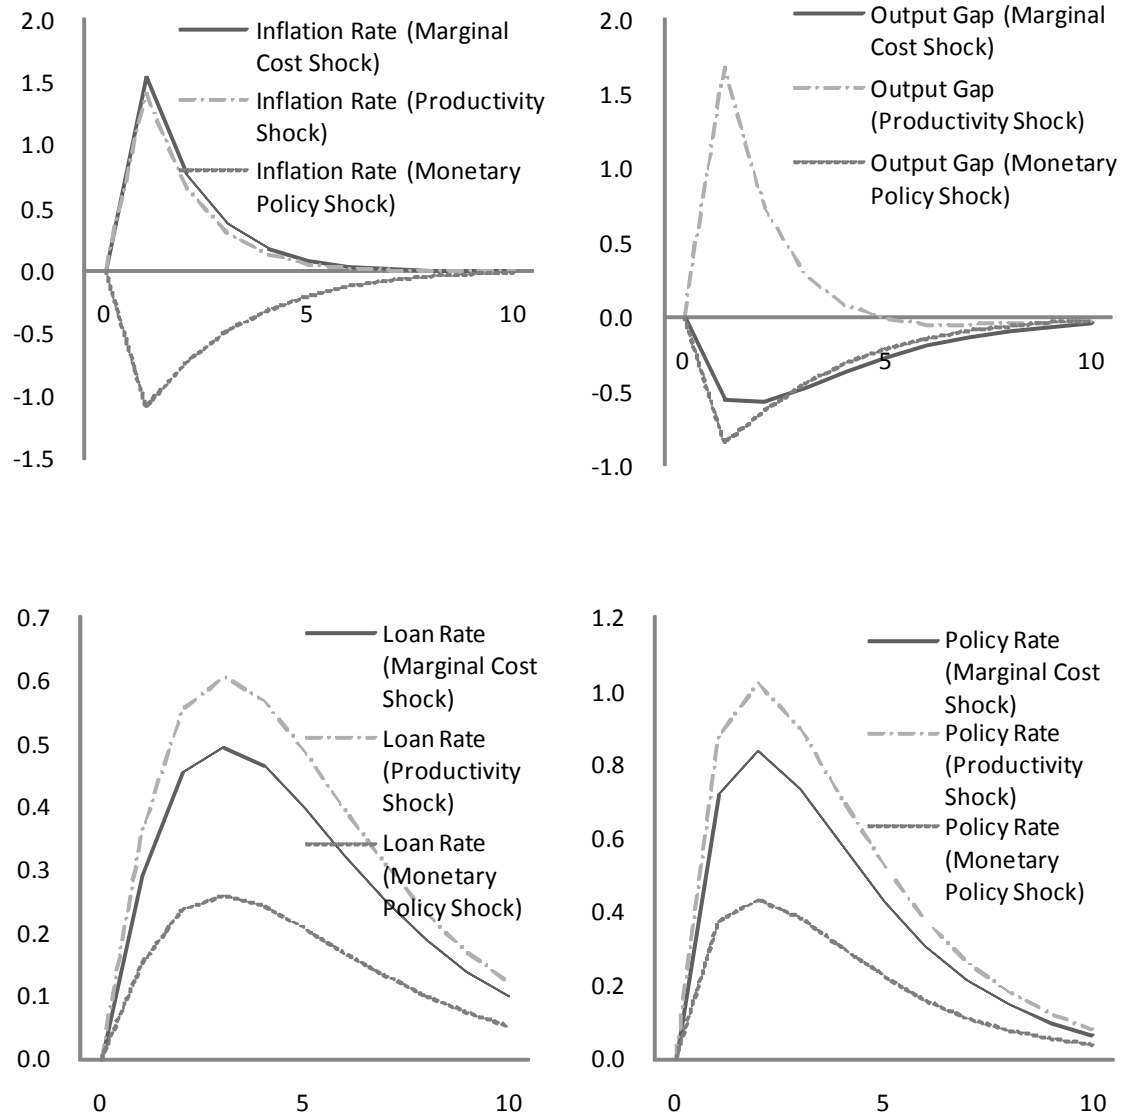 2.0
1.5
1.0
0.5
0.0
-0.5
-1.0
-1.5
0
5
10
Inflation Rate (Marginal
Cost Shock)
Inflation Rate (Productivity
Shock)
Inflation Rate (Monetary
Policy Shock)
2.0
1.5
1.0
0.5
0.0
-0.5
-1.0
0
5
10
Output Gap (Marginal
Cost Shock)
Output Gap
(Productivity Shock)
Output Gap (Monetary
Policy Shock)
0.7
0.6
0.5
0.4
0.3
0.2
0.1
0.0
0
5
10
Loan Rate
(Marginal Cost
Shock)
Loan Rate
(Productivity
Shock)
Loan Rate
(Monetary
Policy Shock)
1.2
1.0
0.8
0.6
0.4
0.2
0.0
0
5
10
Policy Rate
(Marginal Cost
Shock)
Policy Rate
(Productivity
Shock)
Policy Rate
(Monetary
Policy Shock)